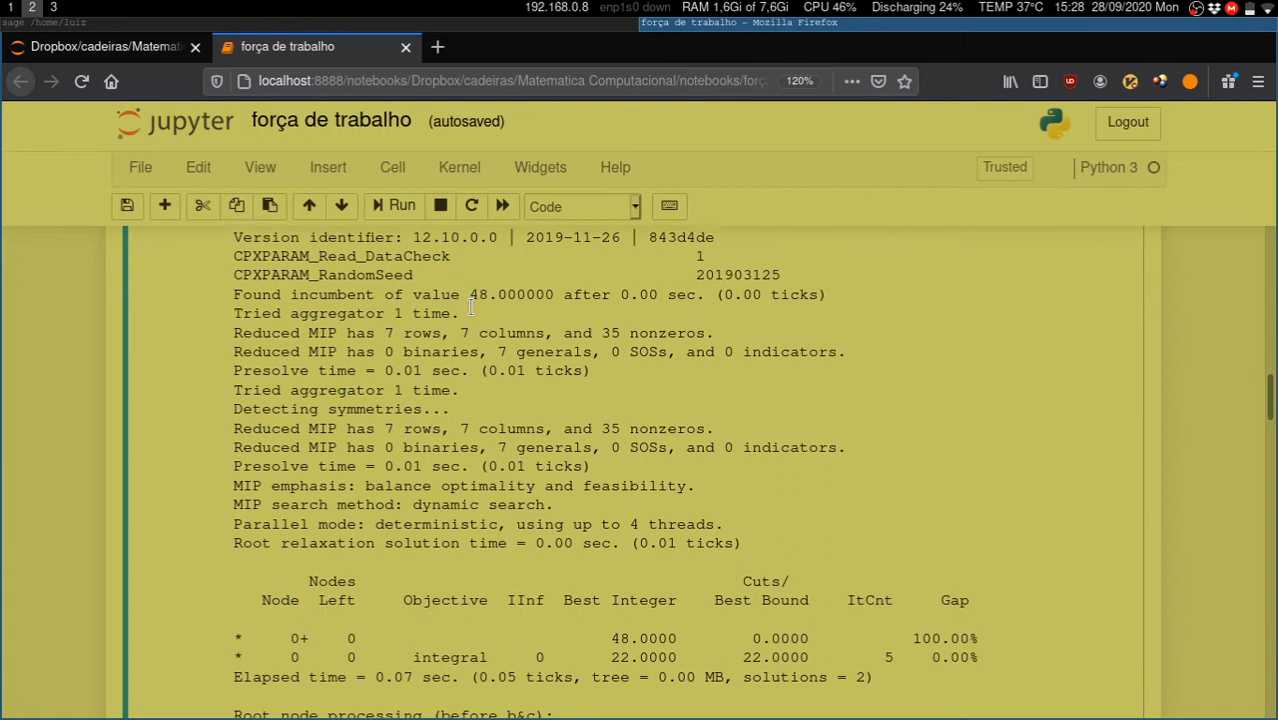 1 2 3 192.168.0.8 enp1s0 down RAM 1,6Gi of 7,6Gi CPU 46% Discharging 24% TEMP 37°C 15:28 28/09/2020 Mon
sage /home/luiz força de trabalho - Mozilla Firefox
Dropbox/cadeiras/Matemat força de trabalho
localhost:8888/notebooks/Dropbox/cadeiras/Matematica Computacional/notebooks/forç 120%
jupyter força de trabalho (autosaved) Logout
File Edit View Insert Cell Kernel Widgets Help Trusted Python 3
Run Code
Version identifier: 12.10.0.0 | 2019-11-26 | 843d4de
CPXPARAM_Read_DataCheck 1
CPXPARAM_RandomSeed 201903125
Found incumbent of value 48.000000 after 0.00 sec. (0.00 ticks)
Tried aggregator 1 time.
Reduced MIP has 7 rows, 7 columns, and 35 nonzeros.
Reduced MIP has 0 binaries, 7 generals, 0 SOSs, and 0 indicators.
Presolve time = 0.01 sec. (0.01 ticks)
Tried aggregator 1 time.
Detecting symmetries...
Reduced MIP has 7 rows, 7 columns, and 35 nonzeros.
Reduced MIP has 0 binaries, 7 generals, 0 SOSs, and 0 indicators.
Presolve time = 0.01 sec. (0.01 ticks)
MIP emphasis: balance optimality and feasibility.
MIP search method: dynamic search.
Parallel mode: deterministic, using up to 4 threads.
Root relaxation solution time = 0.00 sec. (0.01 ticks)
Nodes Cuts/
Node Left Objective IInf Best Integer Best Bound ItCnt Gap
* 0+ 0 48.0000 0.0000 100.00%
* 0 0 integral 0 22.0000 22.0000 5 0.00%
Elapsed time = 0.07 sec. (0.05 ticks, tree = 0.00 MB, solutions = 2)
Root node processing (before b&c):